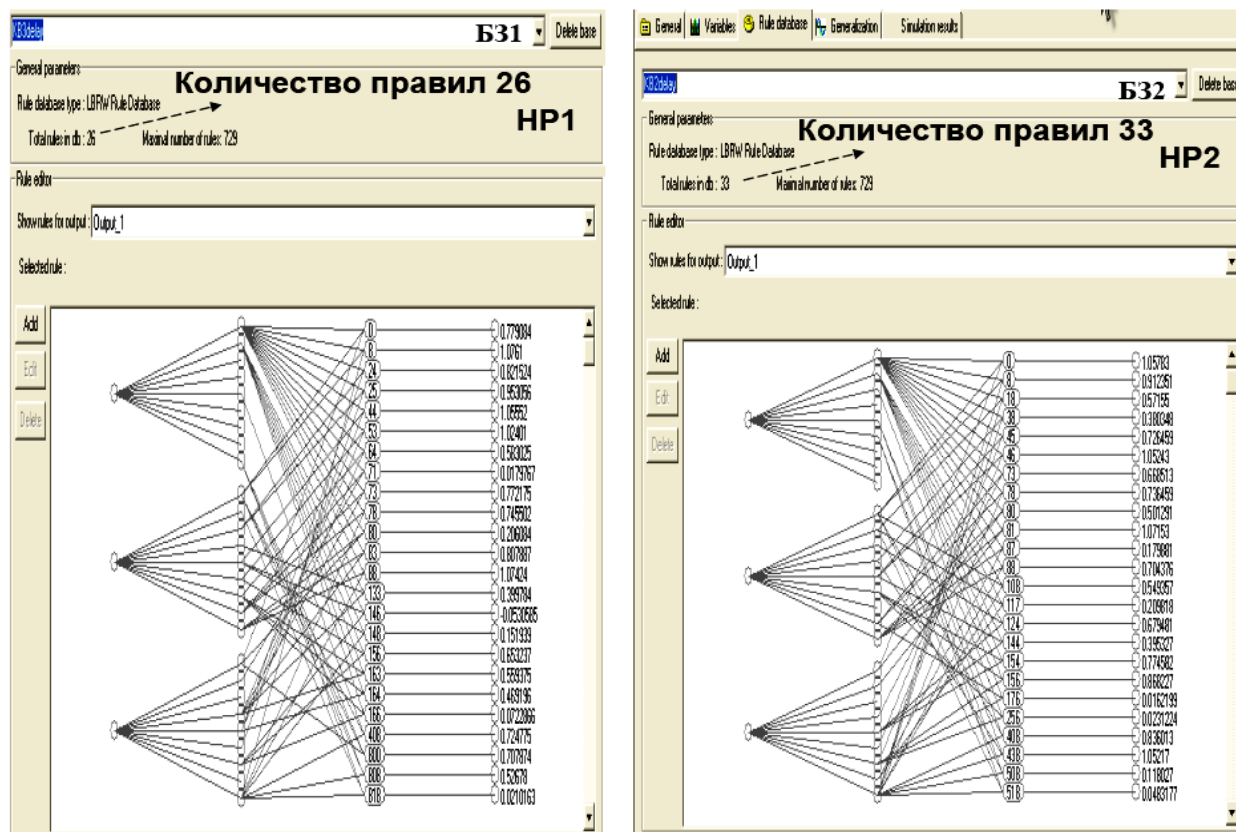 KB3delay БЗ1 Delete base
General parameters
Количество правил 26
Rule database type : LBRW Rule Database
НР1
Total rules in db : 26 Maximal number of rules: 729
Rule editor
Show rules for output : Output_1
Selected rule :
Add
Edit
Delete
0 0.779084
8 1.0761
24 0.821524
25 0.953056
44 1.05552
53 1.02401
64 0.583025
71 0.0179767
73 0.772175
78 0.745502
80 0.206084
83 0.807887
88 1.07424
133 0.399784
146 -0.0530585
148 0.151939
156 0.653237
163 0.559375
164 0.469196
166 0.0722866
408 0.724775
800 0.707874
808 0.52678
818 0.0210163
General Variables Rule database Generalization Simulation results
KB2delay БЗ2 Delete base
General parameters
Количество правил 33
Rule database type : LBRW Rule Database
НР2
Total rules in db : 33 Maximal number of rules: 729
Rule editor
Show rules for output : Output_1
Selected rule :
Add
Edit
Delete
0 1.05783
8 0.912351
18 0.57155
38 0.380348
45 0.726459
46 1.05243
73 0.668513
78 0.736459
80 0.501291
81 1.07153
87 0.179881
88 0.704376
108 0.549357
117 0.209818
124 0.679481
144 0.395327
154 0.774582
156 0.868227
176 0.0162199
256 0.0231224
408 0.836013
438 1.05217
508 0.118027
518 0.0483177